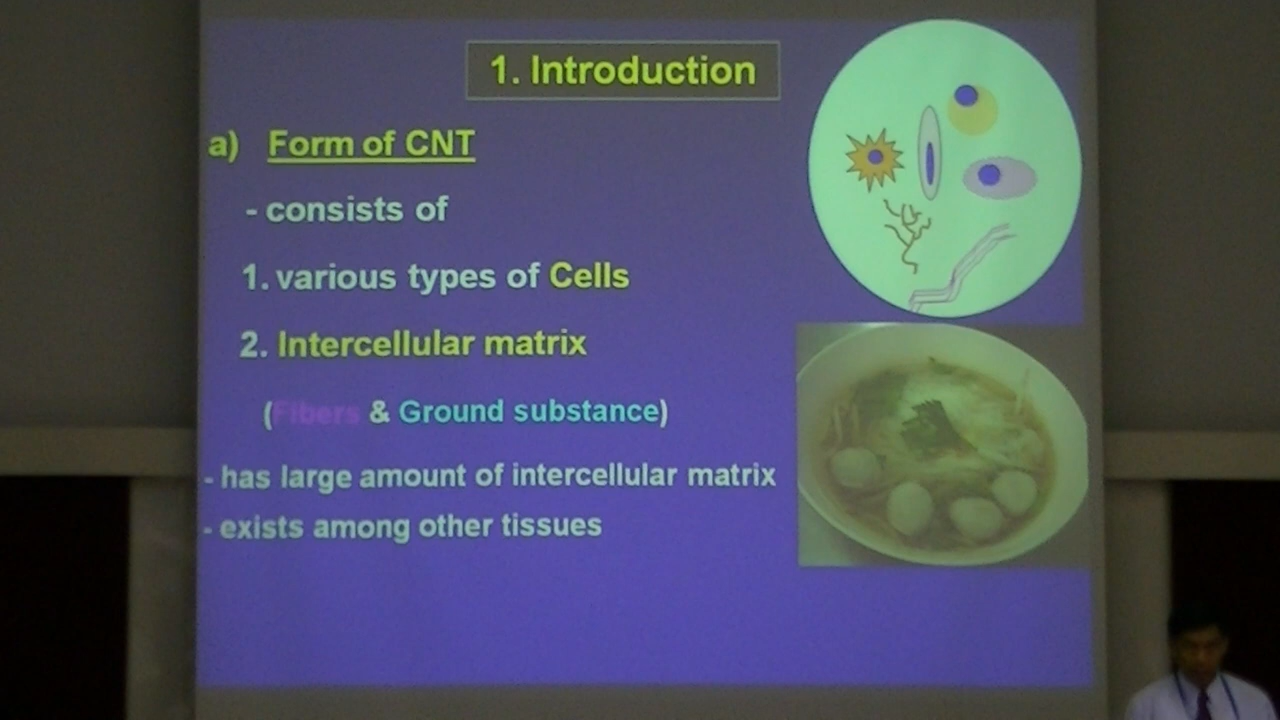 1. Introduction
a) Form of CNT
- consists of
1. various types of Cells
2. Intercellular matrix
(Fibers & Ground substance)
- has large amount of intercellular matrix
- exists among other tissues